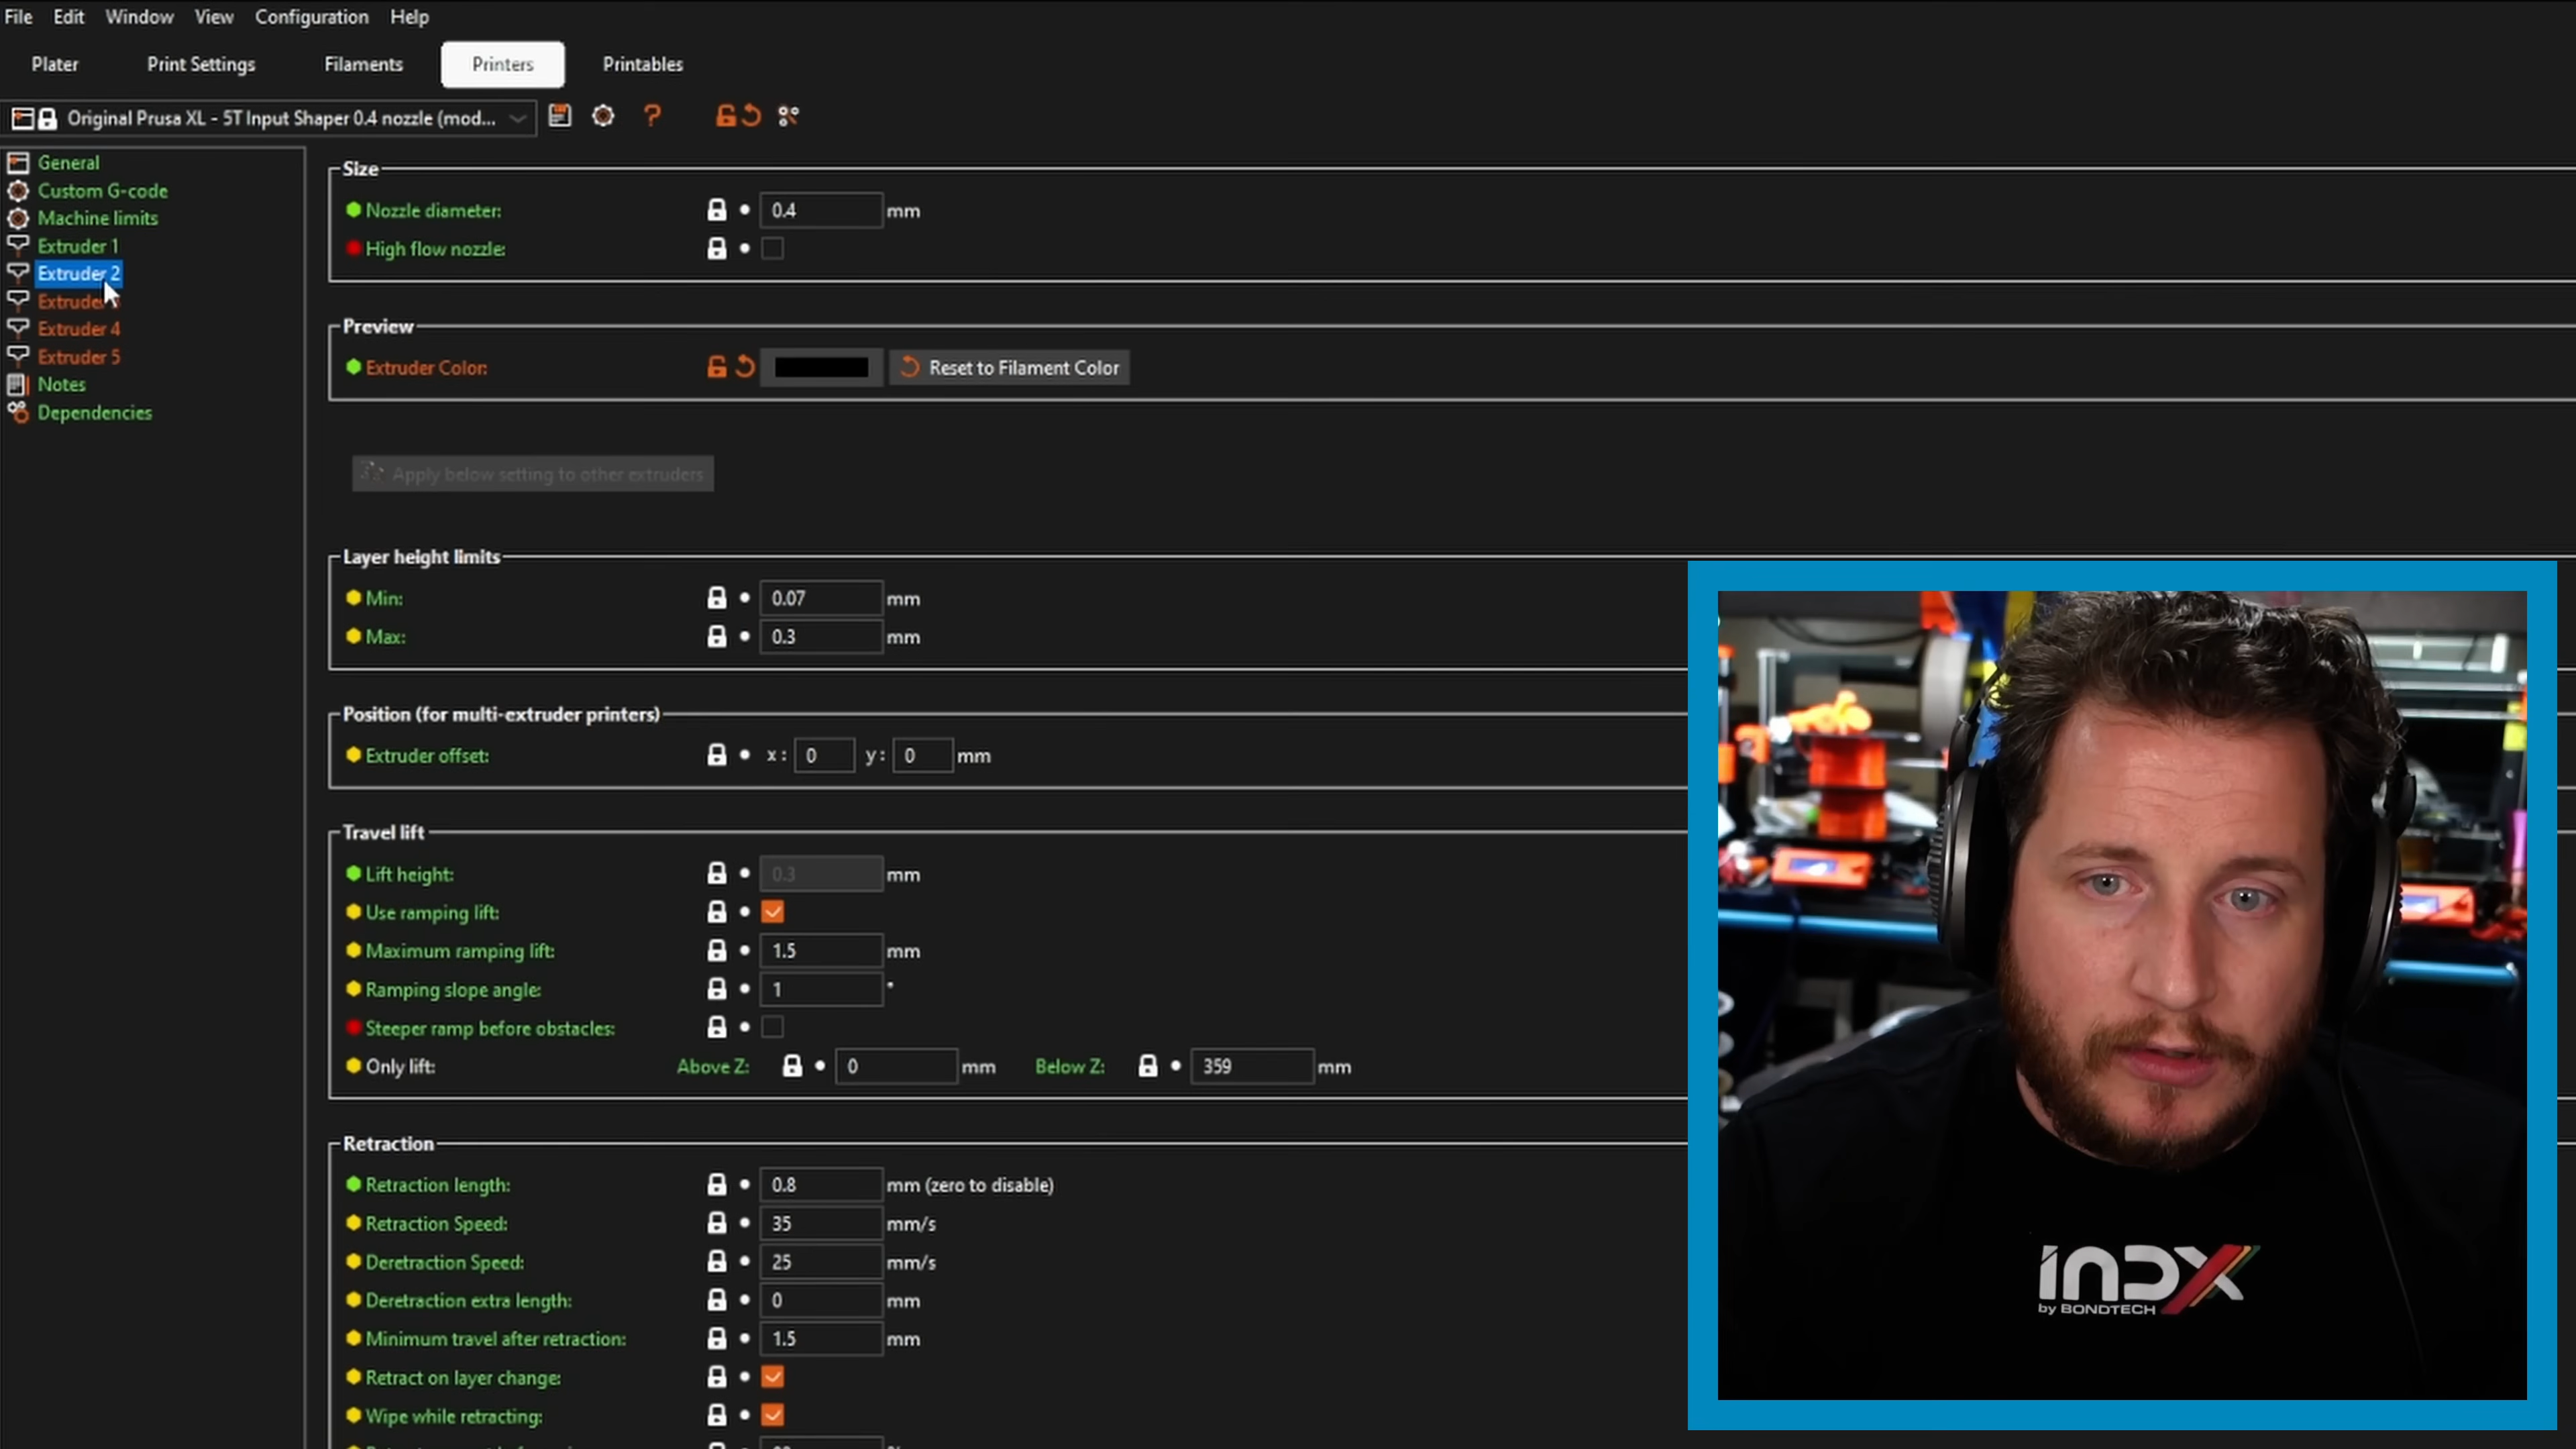 File Edit Window View Configuration Help
Plater Print Settings Filaments Printers Printables
Original Prusa XL - 5T Input Shaper 0.4 nozzle (mod...
General
Custom G-code
Machine limits
Extruder 1
Extruder 2
Extruder
Extruder 4
Extruder 5
Notes
Dependencies
Size
Nozzle diameter: 0.4 mm
High flow nozzle:
Preview
Extruder Color: Reset to Filament Color
Apply below setting to other extruders
Layer height limits
Min: 0.07 mm
Max: 0.3 mm
Position (for multi-extruder printers)
Extruder offset: x: 0 y: 0 mm
Travel lift
Lift height: 0.3 mm
Use ramping lift:
Maximum ramping lift: 1.5 mm
Ramping slope angle: 1 °
Steeper ramp before obstacles:
Only lift: Above Z: 0 mm Below Z: 359 mm
Retraction
Retraction length: 0.8 mm (zero to disable)
Retraction Speed: 35 mm/s
Deretraction Speed: 25 mm/s
Deretraction extra length: 0 mm
Minimum travel after retraction: 1.5 mm
Retract on layer change:
Wipe while retracting:
INDX
by BONDTECH